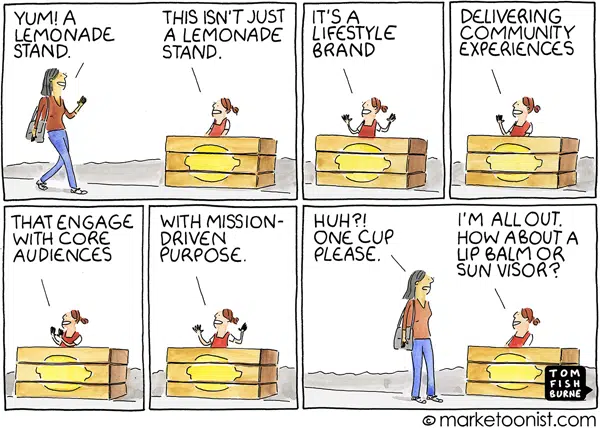 YUM! A
LEMONADE
STAND.
THIS ISN'T JUST
A LEMONADE
STAND.
IT'S A
LIFESTYLE
BRAND
DELIVERING
COMMUNITY
EXPERIENCES
THAT ENGAGE
WITH CORE
AUDIENCES
WITH MISSION-
DRIVEN
PURPOSE.
HUH?!
ONE CUP
PLEASE.
I'M ALL OUT.
HOW ABOUT A
LIP BALM OR
SUN VISOR?
TOM
FISH
BURNE
© marketoonist.com